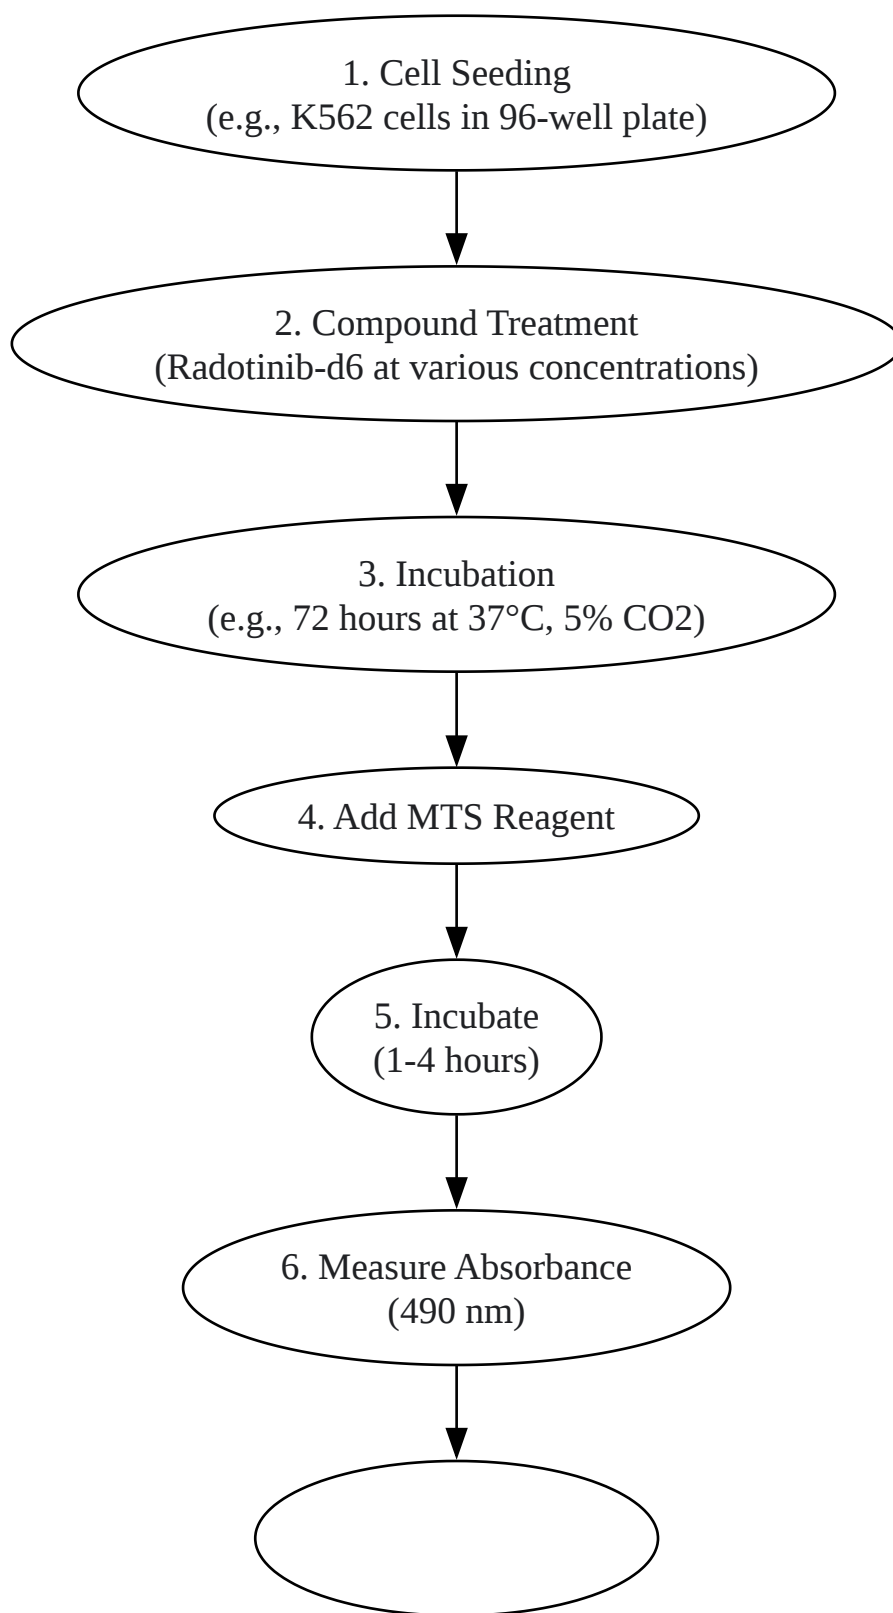 1. Cell Seeding
(e.g., K562 cells in 96-well plate)
2. Compound Treatment
(Radotinib-d6 at various concentrations)
3. Incubation
(e.g., 72 hours at 37°C, 5% CO2)
4. Add MTS Reagent
5. Incubate
(1-4 hours)
6. Measure Absorbance
(490 nm)